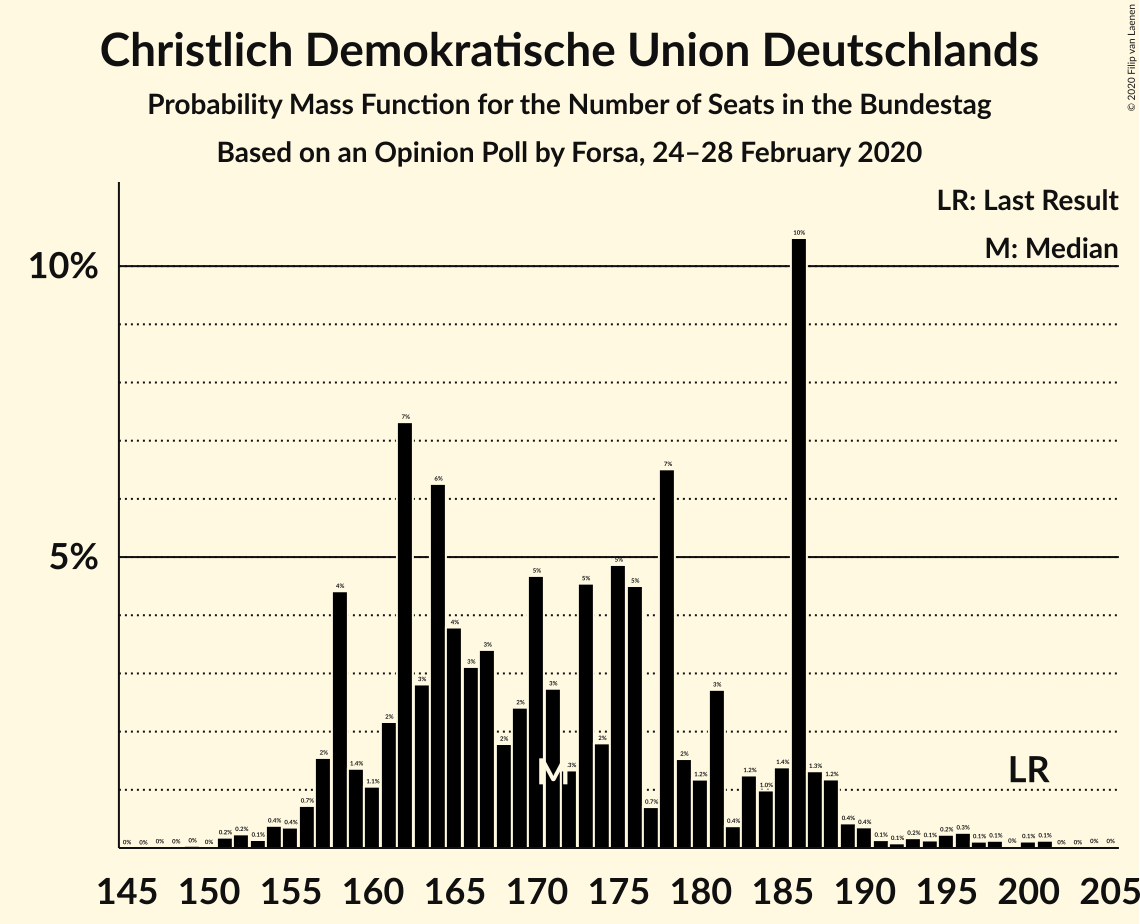 Christlich Demokratische Union Deutschlands
Probability Mass Function for the Number of Seats in the Bundestag
Based on an Opinion Poll by Forsa, 24–28 February 2020
© 2020 Filip van Laenen
LR: Last Result
M: Median
10%
5%
0% 0% 0% 0% 0% 0% 0.2% 0.2% 0.1% 0.4% 0.4% 0.7% 2% 4% 1.4% 1.1% 2% 7% 3% 6% 4% 3% 3% 2% 2% 5% 3% 5% 2% 5% 5% 0.7% 7% 2% 1.2% 3% 0.4% 1.2% 1.0% 1.4% 10% 1.3% 1.2% 0.4% 0.4% 0.1% 0.1% 0.2% 0.1% 0.2% 0.3% 0.1% 0.1% 0% 0.1% 0.1% 0% 0% 0% 0%
M
LR
145 150 155 160 165 170 175 180 185 190 195 200 205